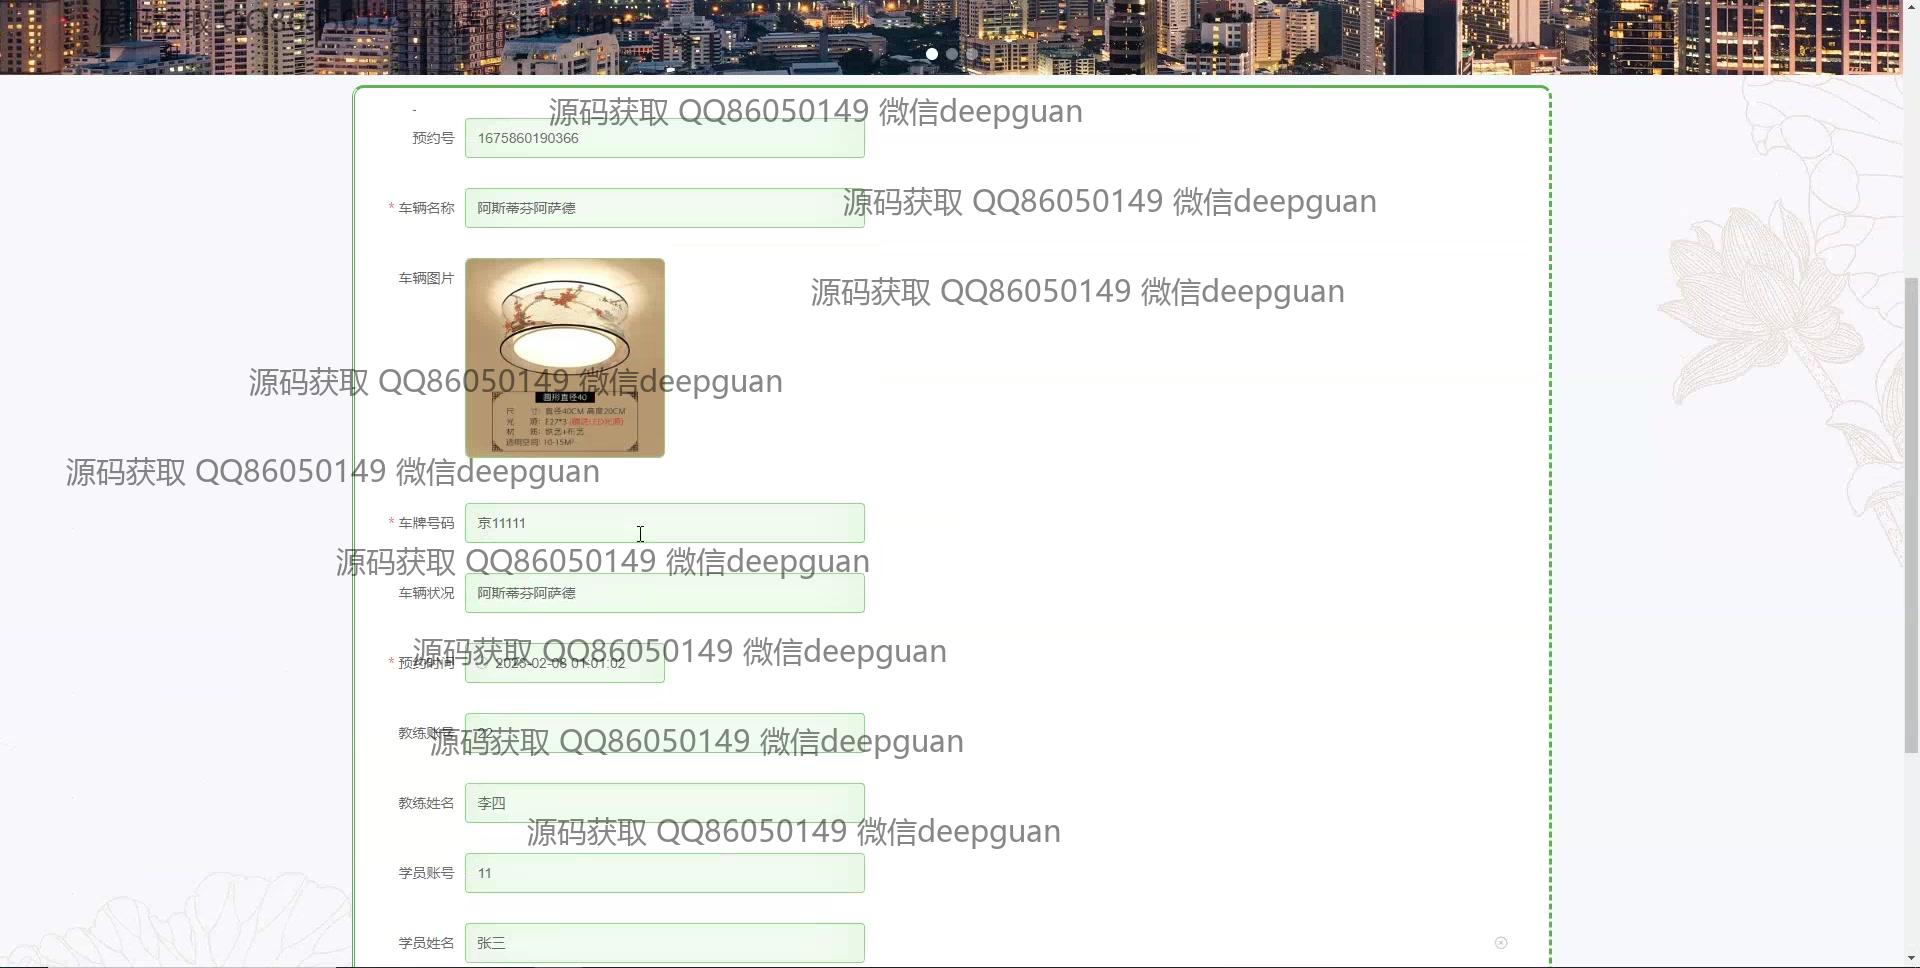 -
源码获取 QQ86050149 微信deepguan
预约号 1675860190366
* 车辆名称 阿斯蒂芬阿萨德
源码获取 QQ86050149 微信deepguan
车辆图片
源码获取 QQ86050149 微信deepguan
源码获取 QQ86050149 微信deepguan
圆形直径40
尺 寸: 直径40CM 高度20CM
光 源: E27*3 (赠送LED光源)
材 质: 铁艺+布艺
适明空间: 10-15M²
源码获取 QQ86050149 微信deepguan
* 车牌号码 京11111
源码获取 QQ86050149 微信deepguan
车辆状况 阿斯蒂芬阿萨德
源码获取 QQ86050149 微信deepguan
* 预约时间 2023-02-08 01:01:02
教练账号 22
源码获取 QQ86050149 微信deepguan
教练姓名 李四
源码获取 QQ86050149 微信deepguan
学员账号 11
学员姓名 张三